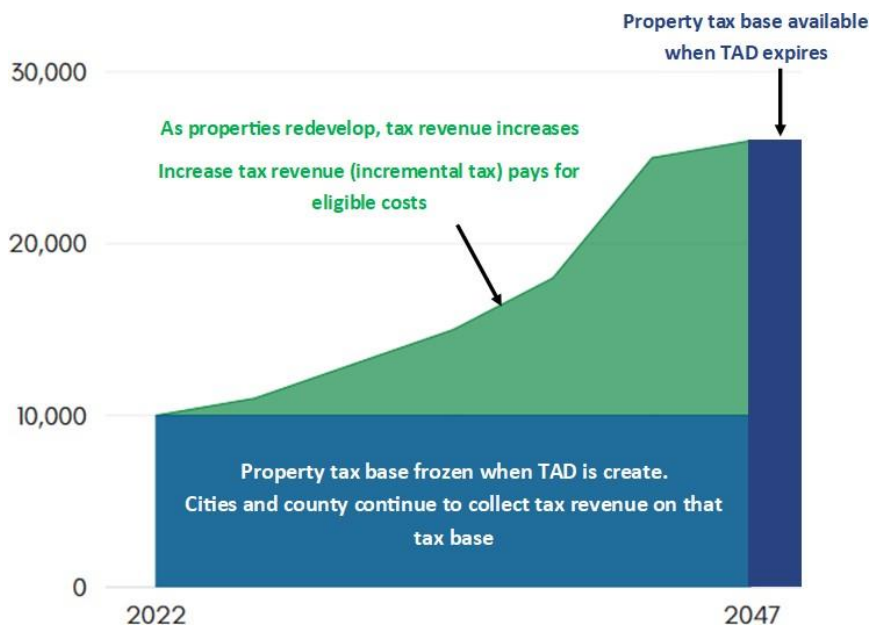 Property tax base available
when TAD expires
30,000
As properties redevelop, tax revenue increases
Increase tax revenue (incremental tax) pays for
eligible costs
20,000
10,000
Property tax base frozen when TAD is create.
Cities and county continue to collect tax revenue on that
tax base
0
2022
2047